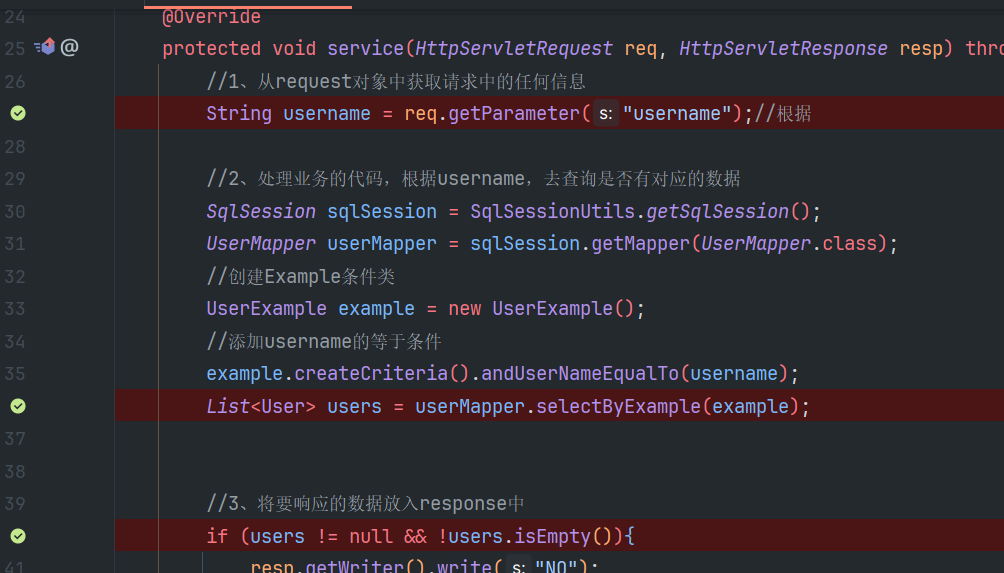 24 @Override
25 @ protected void service(HttpServletRequest req, HttpServletResponse resp) thro
26 //1、从request对象中获取请求中的任何信息
String username = req.getParameter( s: "username");//根据
28
29 //2、处理业务的代码，根据username，去查询是否有对应的数据
30 SqlSession sqlSession = SqlSessionUtils.getSqlSession();
31 UserMapper userMapper = sqlSession.getMapper(UserMapper.class);
32 //创建Example条件类
33 UserExample example = new UserExample();
34 //添加username的等于条件
35 example.createCriteria().andUserNameEqualTo(username);
List<User> users = userMapper.selectByExample(example);
37
38
39 //3、将要响应的数据放入response中
if (users != null && !users.isEmpty()){
41 resp.getWriter().write( s: "NO");